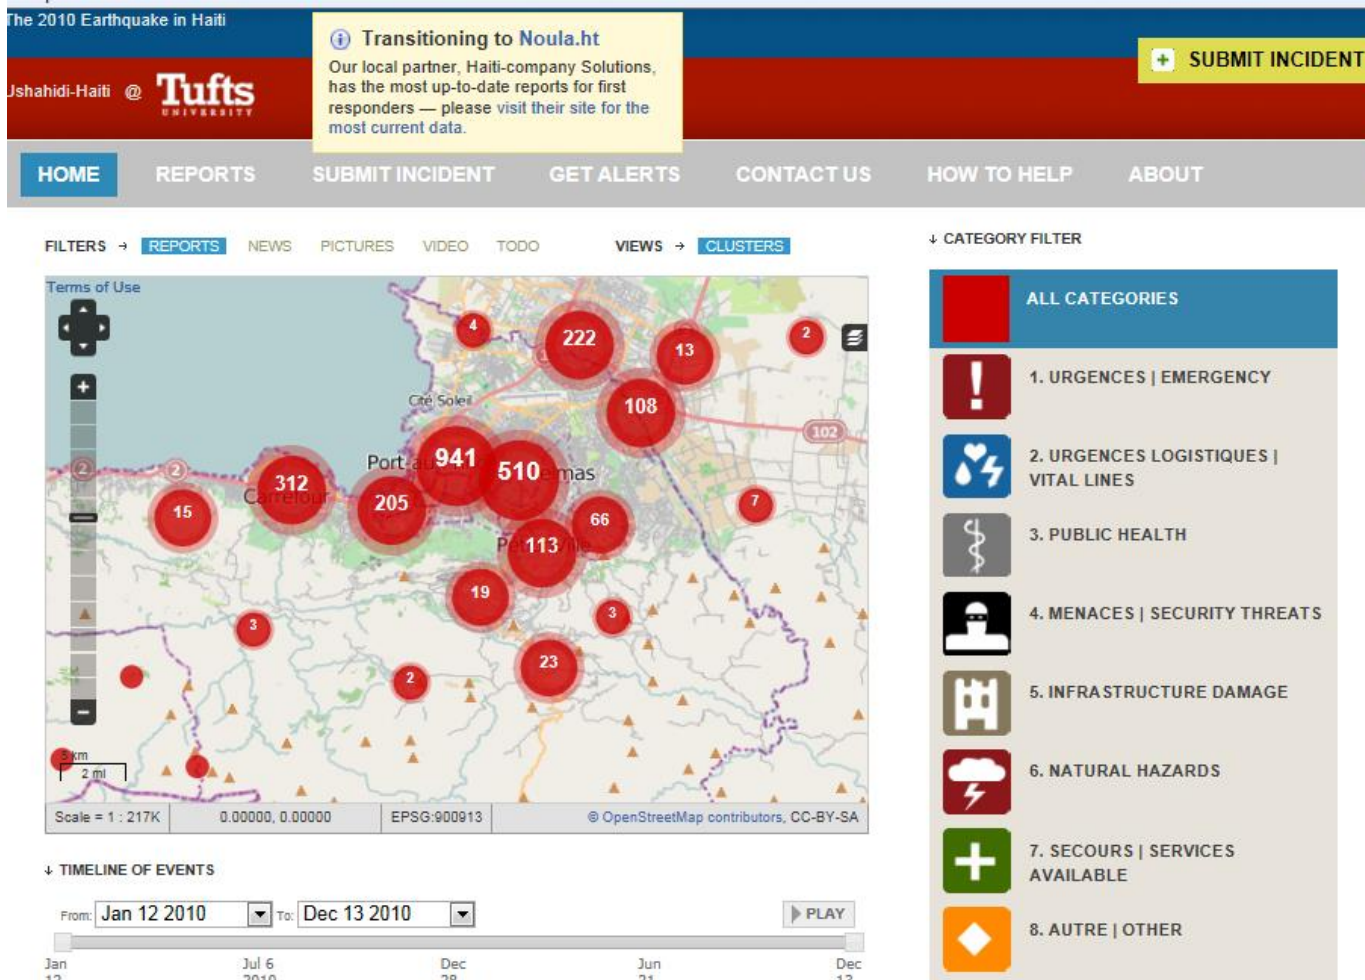 The 2010 Earthquake in Haiti
Transitioning to Noula.ht
Our local partner, Haiti-company Solutions,
has the most up-to-date reports for first
responders — please visit their site for the
most current data.
SUBMIT INCIDENT
Ushahidi-Haiti @ Tufts
UNIVERSITY
HOME REPORTS SUBMIT INCIDENT GET ALERTS CONTACT US HOW TO HELP ABOUT
FILTERS → REPORTS NEWS PICTURES VIDEO TODO VIEWS → CLUSTERS
Terms of Use
4
222
13
2
Cité Soleil
108
102
941
510
2
2
312
Carrefour
205
15
7
66
113
19
3
3
23
2
5 km
2 mi
Scale = 1 : 217K 0.00000, 0.00000 EPSG:900913 © OpenStreetMap contributors, CC-BY-SA
↓ TIMELINE OF EVENTS
From: Jan 12 2010 To: Dec 13 2010 PLAY
Jan Jul 6 Dec Jun Dec
↓ CATEGORY FILTER
ALL CATEGORIES
1. URGENCES | EMERGENCY
2. URGENCES LOGISTIQUES |
VITAL LINES
3. PUBLIC HEALTH
4. MENACES | SECURITY THREATS
5. INFRASTRUCTURE DAMAGE
6. NATURAL HAZARDS
7. SECOURS | SERVICES
AVAILABLE
8. AUTRE | OTHER